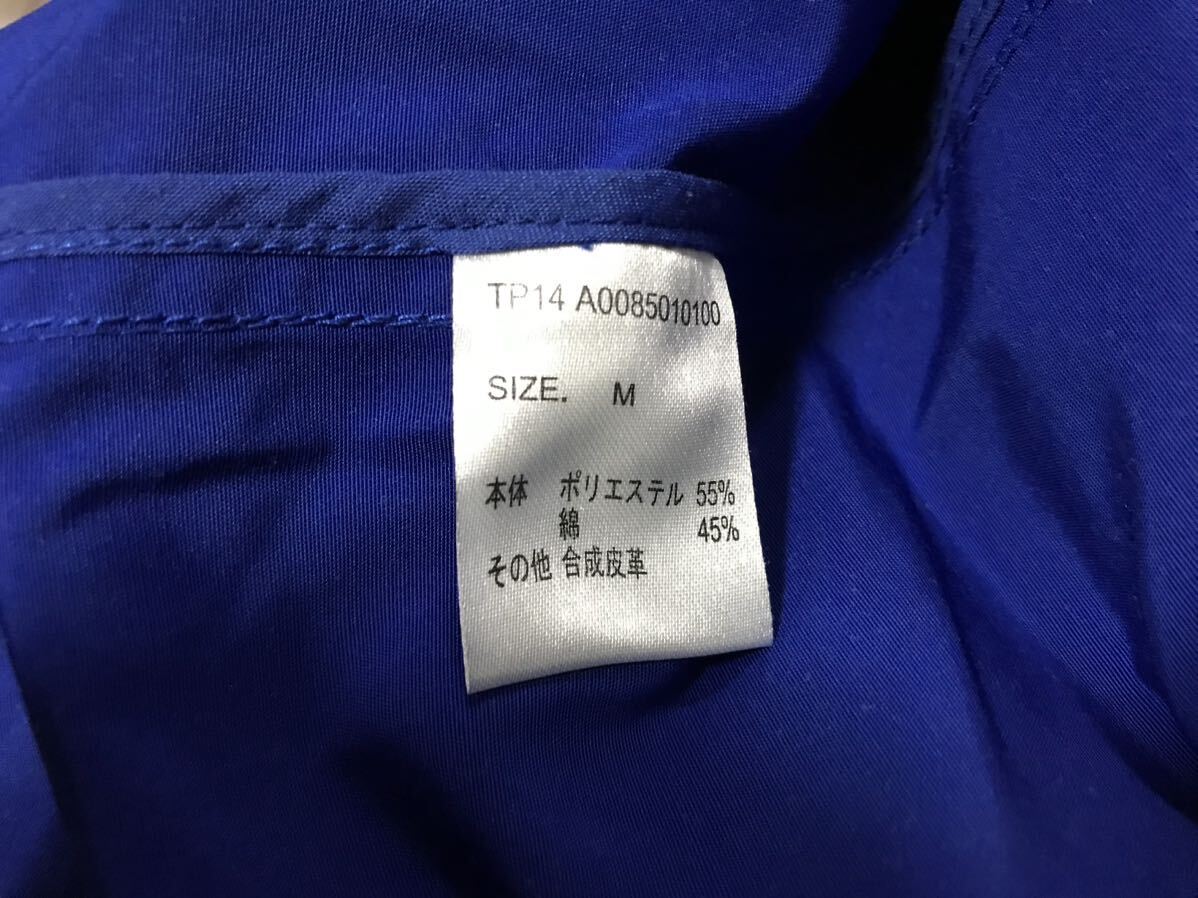 TP14 A0085010100
SIZE. M
本体 ポリエステル 55%
綿 45%
その他 合成皮革